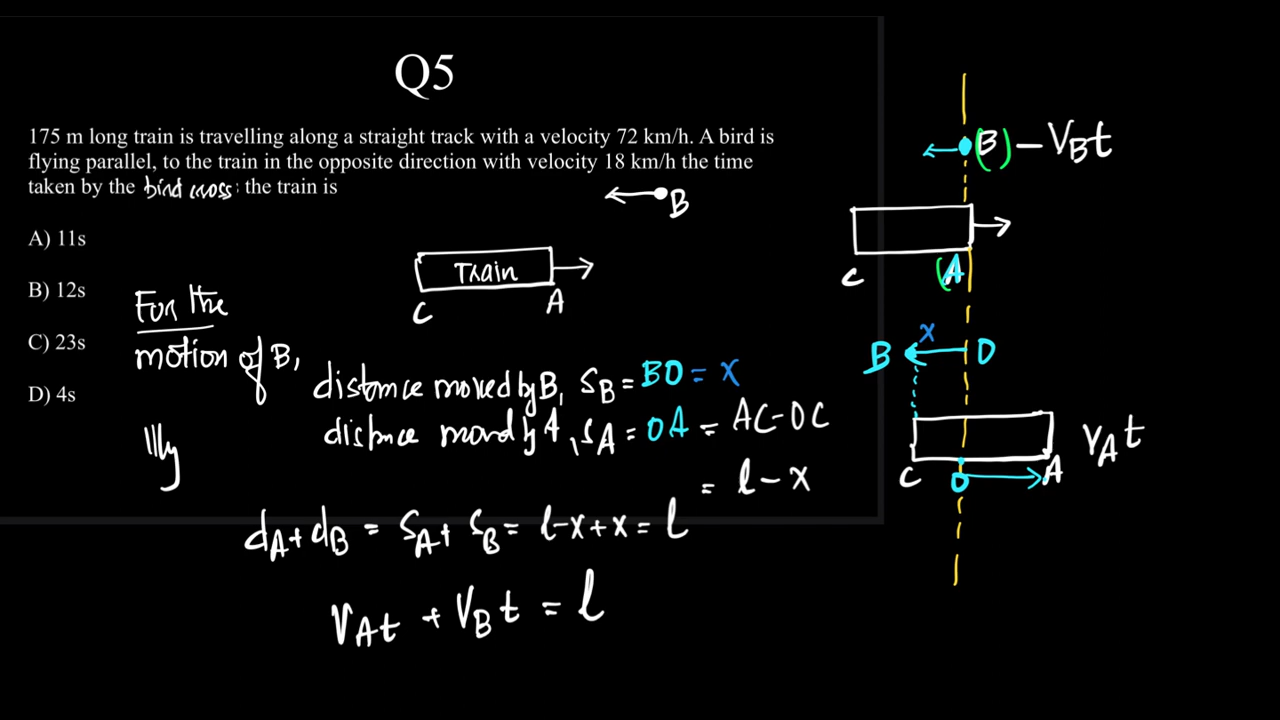 Q5
175 m long train is travelling along a straight track with a velocity 72 km/h. A bird is
flying parallel, to the train in the opposite direction with velocity 18 km/h the time
taken by the bird cross: the train is
A) 11s
B) 12s
C) 23s
D) 4s
B
Train
C A
For the
motion of B,
distance moved by B, SB = BO = x
Illy distance moved by A, SA = OA = AC-OC
= l-x
dA+dB = SA+ SB = l-x+x = l
VAt + VBt = l
(B) - VBt
C (A
x
B O
VAt
C O A